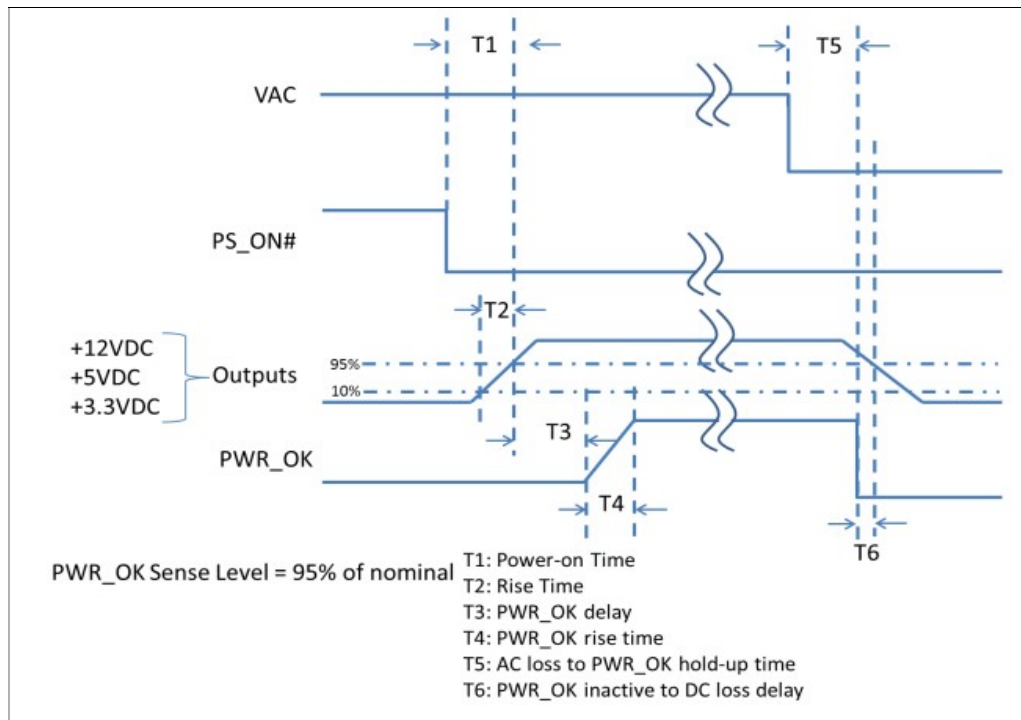 T1
T5
VAC
PS_ON#
T2
+12VDC
+5VDC
+3.3VDC
Outputs
95%
10%
T3
PWR_OK
T4
T6
PWR_OK Sense Level = 95% of nominal
T1: Power-on Time
T2: Rise Time
T3: PWR_OK delay
T4: PWR_OK rise time
T5: AC loss to PWR_OK hold-up time
T6: PWR_OK inactive to DC loss delay